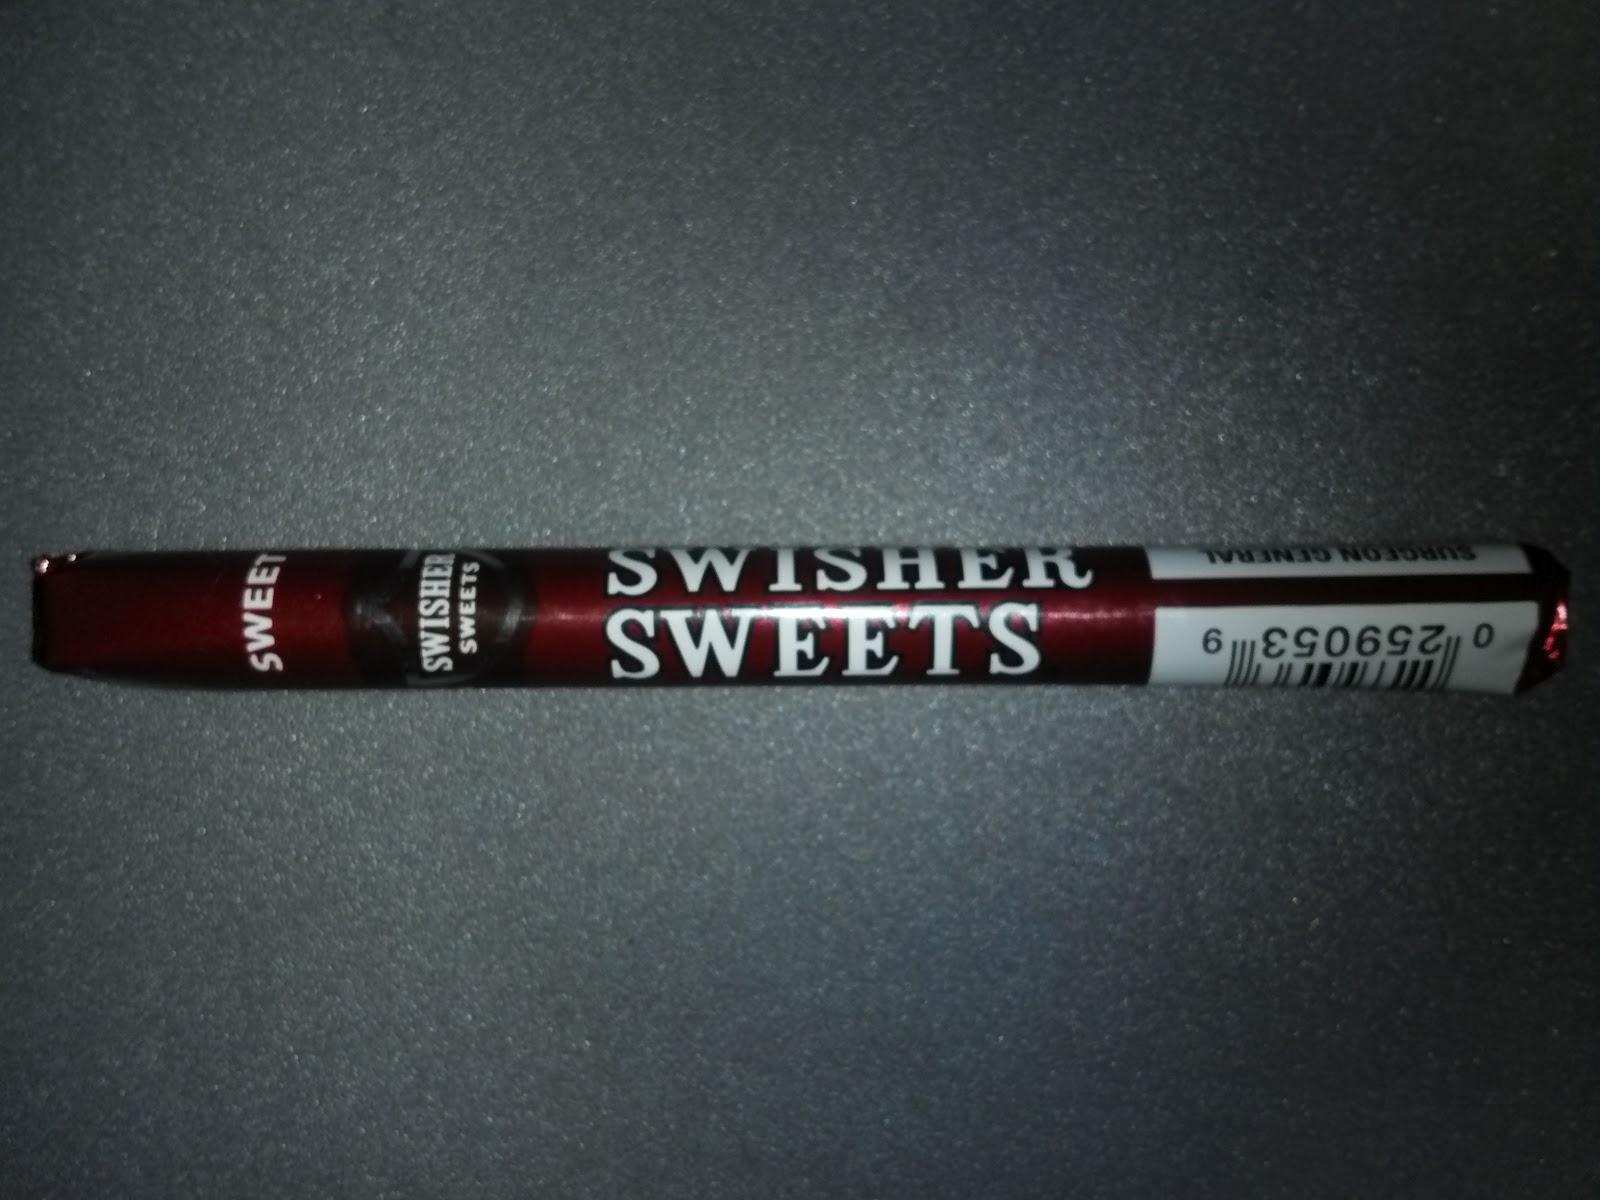 SWEET
SWISHER
SWEETS
SWISHER
SWEETS
SURGEON GENERAL
0 259053 9